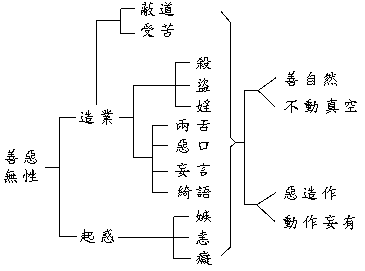 蔽道
受苦
殺
盜
婬
造業
兩舌
惡口
妄言
綺語
善惡
無性
起惑
嫉
恚
癡
善自然
不動真空
惡造作
動作妄有